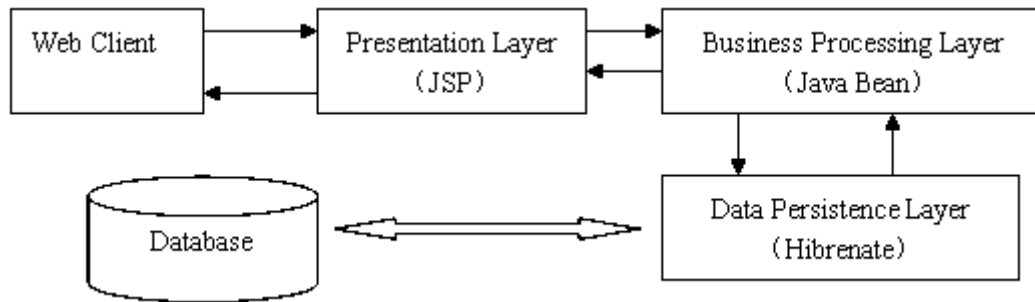 Web Client
Presentation Layer
(JSP)
Business Processing Layer
(Java Bean)
Data Persistence Layer
(Hibrenate)
Database